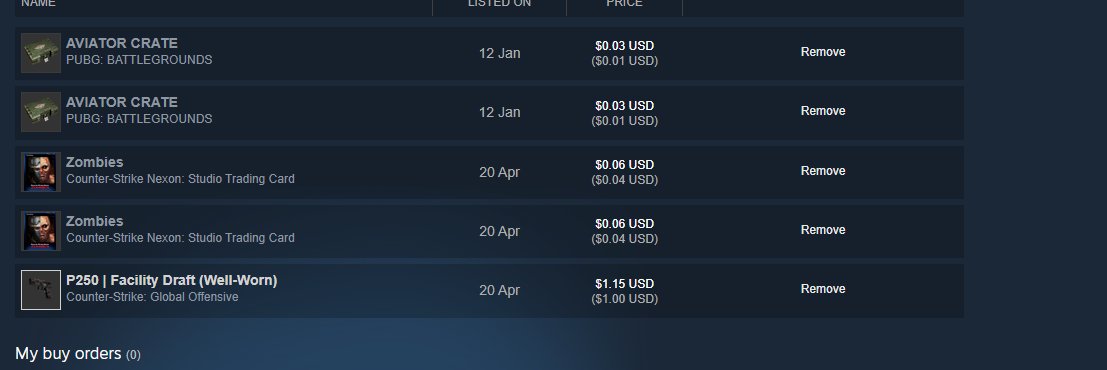 NAME LISTED ON PRICE
AVIATOR CRATE
PUBG: BATTLEGROUNDS
12 Jan
$0.03 USD
($0.01 USD)
Remove
AVIATOR CRATE
PUBG: BATTLEGROUNDS
12 Jan
$0.03 USD
($0.01 USD)
Remove
Zombies
Counter-Strike Nexon: Studio Trading Card
20 Apr
$0.06 USD
($0.04 USD)
Remove
Zombies
Counter-Strike Nexon: Studio Trading Card
20 Apr
$0.06 USD
($0.04 USD)
Remove
P250 | Facility Draft (Well-Worn)
Counter-Strike: Global Offensive
20 Apr
$1.15 USD
($1.00 USD)
Remove
My buy orders (0)